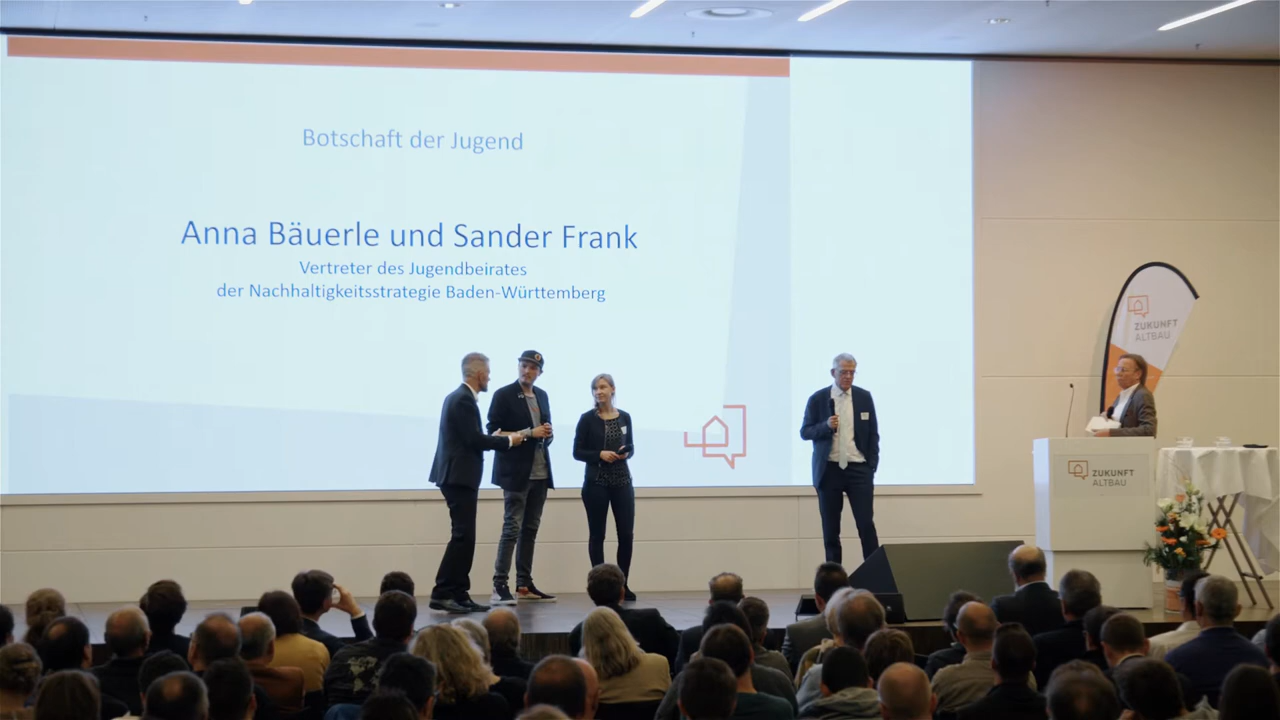 Botschaft der Jugend
Anna Bäuerle und Sander Frank
Vertreter des Jugendbeirates
der Nachhaltigkeitsstrategie Baden-Württemberg
ZUKUNFT
ALTBAU
ZUKUNFT
ALTBAU